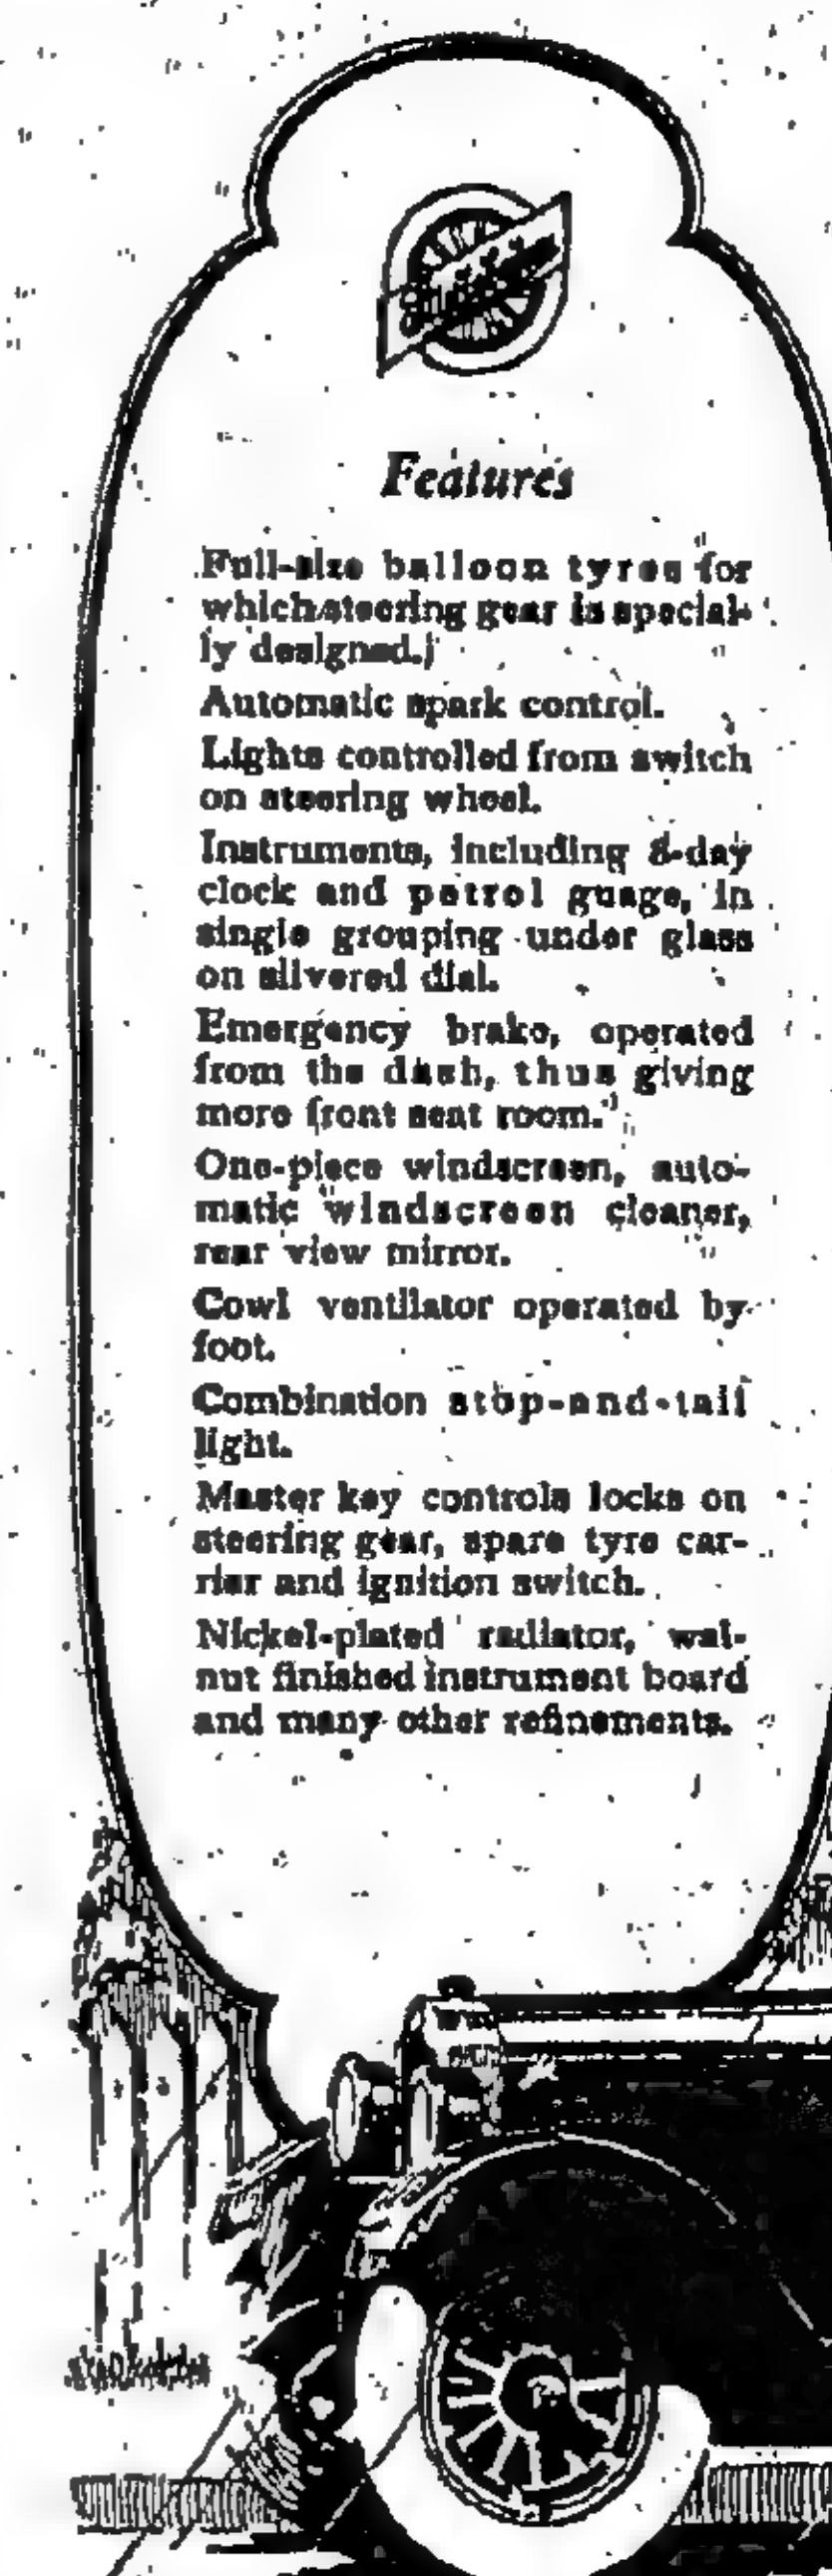 Features
Full-size balloon tyres for
which steering gear is special-
ly designed.
Automatic spark control.
Lights controlled from switch
on steering wheel.
Instruments, including 8-day
clock and petrol guage, in
single grouping under glass
on silvered dial.
Emergency brake, operated
from the dash, thus giving
more front seat room.
One-piece windscreen, auto-
matic windscreen cleaner,
rear view mirror.
Cowl ventilator operated by
foot.
Combination stop-and-tail
light.
Master key controls locks on
steering gear, spare tyre car-
rier and ignition switch.
Nickel-plated radiator, wal-
nut finished instrument board
and many other refinements.